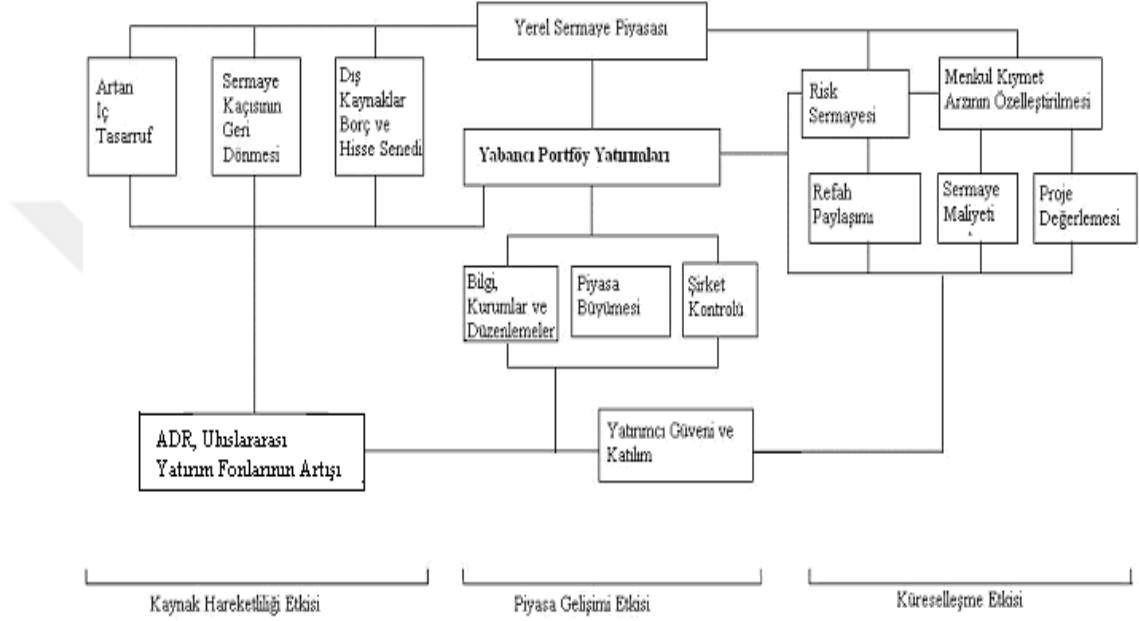 Yerel Sermaye Piyasası
Artan
İç
Tasarruf
Sermaye
Kaçısının
Geri
Dönmesi
Dış
Kaynaklar
Borç ve
Hisse Senedi
Risk
Sermayesi
Menkul Kıymet
Arzının Özelleştirilmesi
Yabancı Portföy Yatırımları
Refah
Paylaşımı
Sermaye
Maliyeti
Proje
Değerlemesi
Bilgi,
Kurumlar ve
Düzenlemeler
Piyasa
Büyümesi
Şirket
Kontrolü
ADR, Uluslararası
Yatırım Fonlarının Artışı
Yatırımcı Güveni ve
Katılım
Kaynak Hareketliliği Etkisi
Piyasa Gelişimi Etkisi
Küreselleşme Etkisi